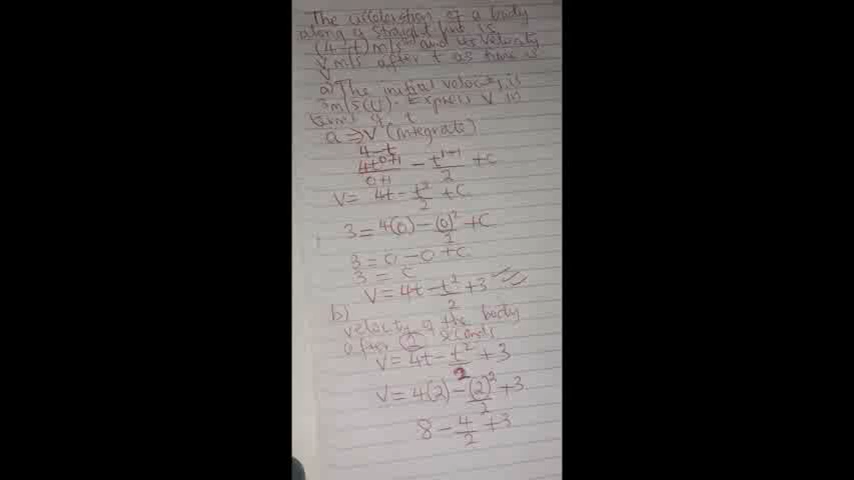 The acceleration of a body
along a straight line is
(4-t) m/s² and its velocity
V m/s after t as time is
V
a) The initial velocity is
3m/s(U). Express V in
terms of t
a ⇒ V (integrate)
4-t
4t⁰⁺¹/0+1 - t¹⁺¹/2 + C
V = 4t - t²/2 + C
3 = 4(0) - (0)²/2 + C
3 = 0 - 0 + C
3 = C
V = 4t - t²/2 + 3
b)
velocity of the body
after 2 seconds
V = 4t - t²/2 + 3
V = 4(2) - (2)²/2 + 3
8 - 4/2 + 3